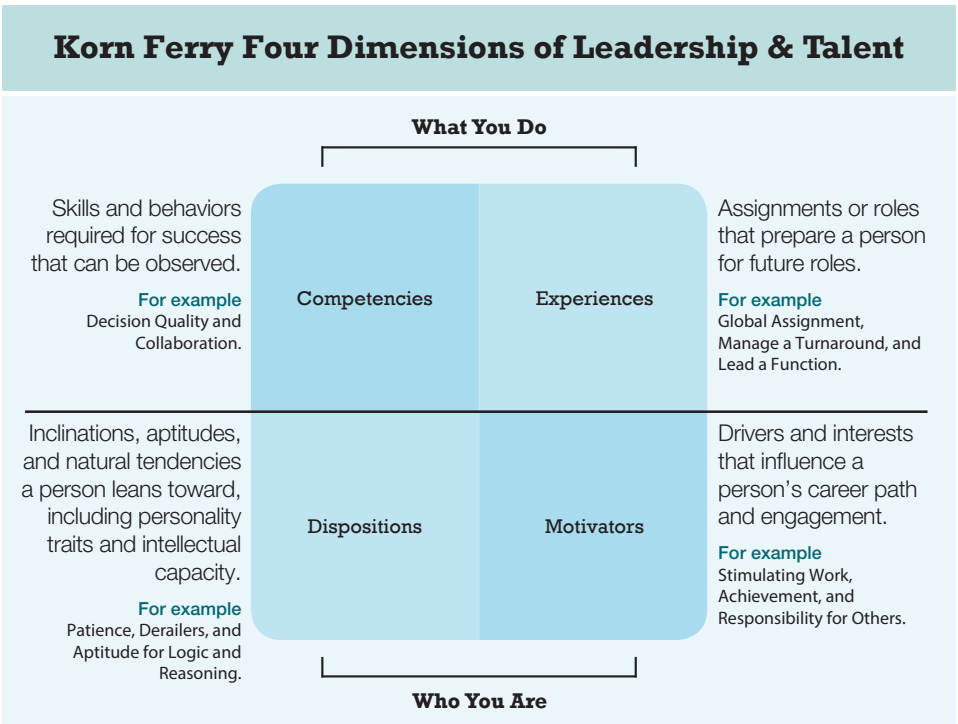 Korn Ferry Four Dimensions of Leadership & Talent
What You Do
Skills and behaviors
required for success
that can be observed.
For example
Decision Quality and
Collaboration.
Competencies
Experiences
Assignments or roles
that prepare a person
for future roles.
For example
Global Assignment,
Manage a Turnaround, and
Lead a Function.
Inclinations, aptitudes,
and natural tendencies
a person leans toward,
including personality
traits and intellectual
capacity.
For example
Patience, Derailers, and
Aptitude for Logic and
Reasoning.
Dispositions
Motivators
Drivers and interests
that influence a
person's career path
and engagement.
For example
Stimulating Work,
Achievement, and
Responsibility for Others.
Who You Are